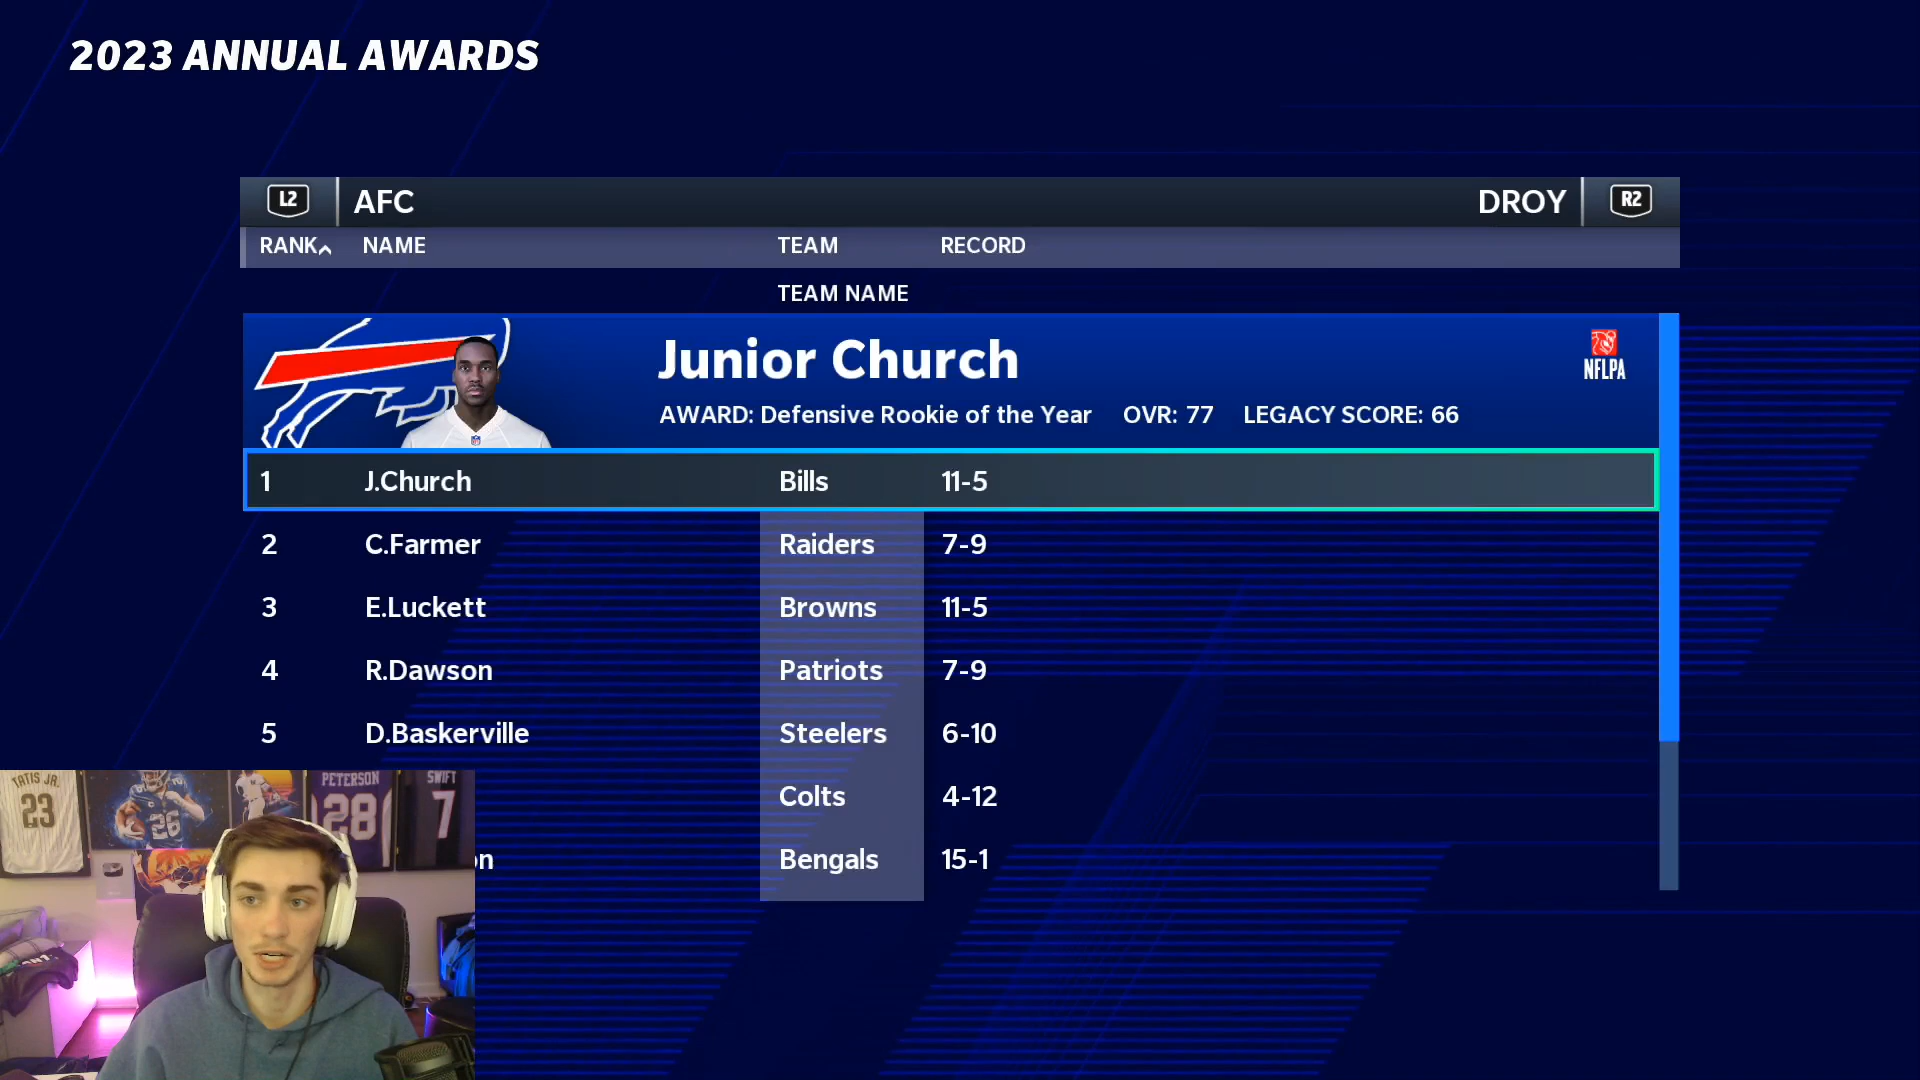 2023 ANNUAL AWARDS
L2 AFC DROY R2
RANK NAME TEAM RECORD
TEAM NAME
Junior Church
NFLPA
AWARD: Defensive Rookie of the Year OVR: 77 LEGACY SCORE: 66
1 J.Church Bills 11-5
2 C.Farmer Raiders 7-9
3 E.Luckett Browns 11-5
4 R.Dawson Patriots 7-9
5 D.Baskerville Steelers 6-10
Colts 4-12
Bengals 15-1
TATIS JR.
23
26
PETERSON
28
SWIFT
7